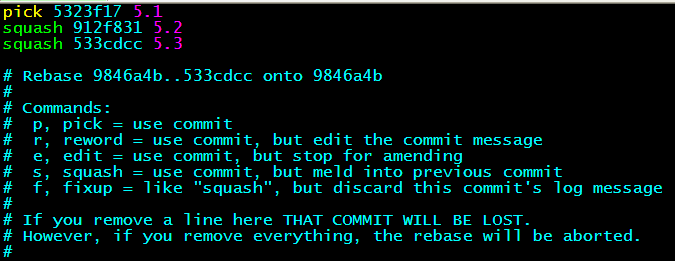 pick 5323f17 5.1
squash 912f831 5.2
squash 533cdcc 5.3
# Rebase 9846a4b..533cdcc onto 9846a4b
#
# Commands:
#  p, pick = use commit
#  r, reword = use commit, but edit the commit message
#  e, edit = use commit, but stop for amending
#  s, squash = use commit, but meld into previous commit
#  f, fixup = like "squash", but discard this commit's log message
#
# If you remove a line here THAT COMMIT WILL BE LOST.
# However, if you remove everything, the rebase will be aborted.
#